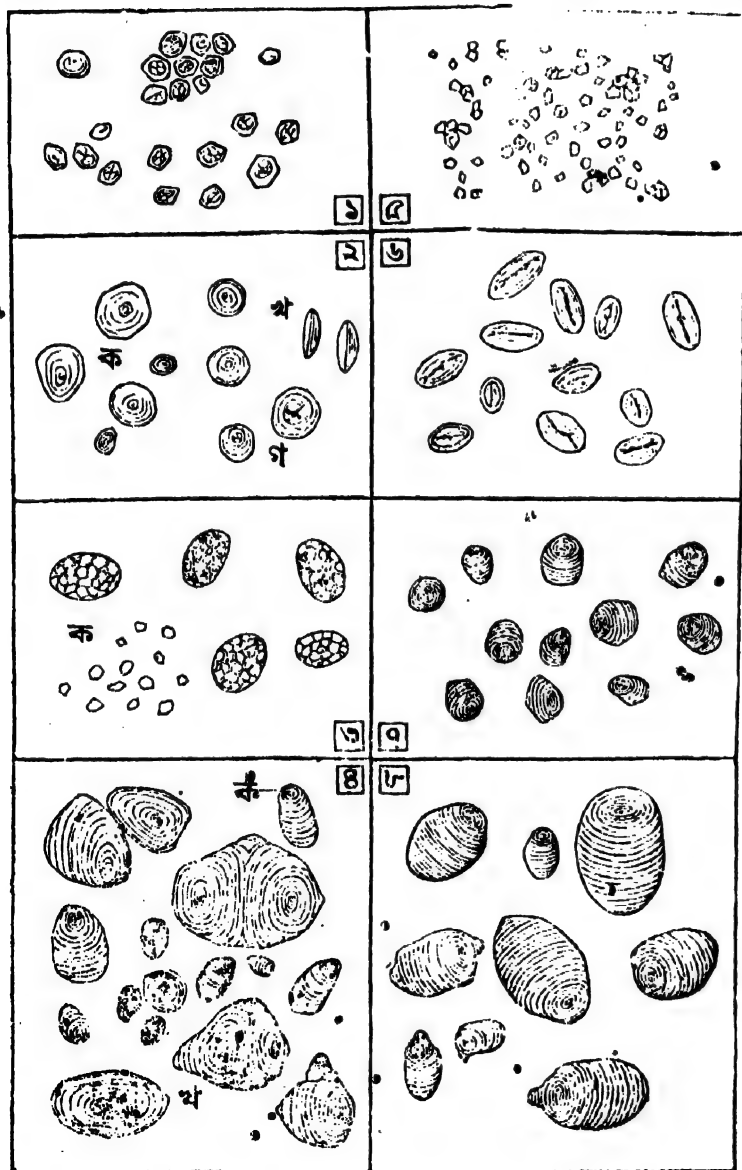 ১
২
ক
খ
গ
৩
ক
৪
খ
৫
৬
৭
৮